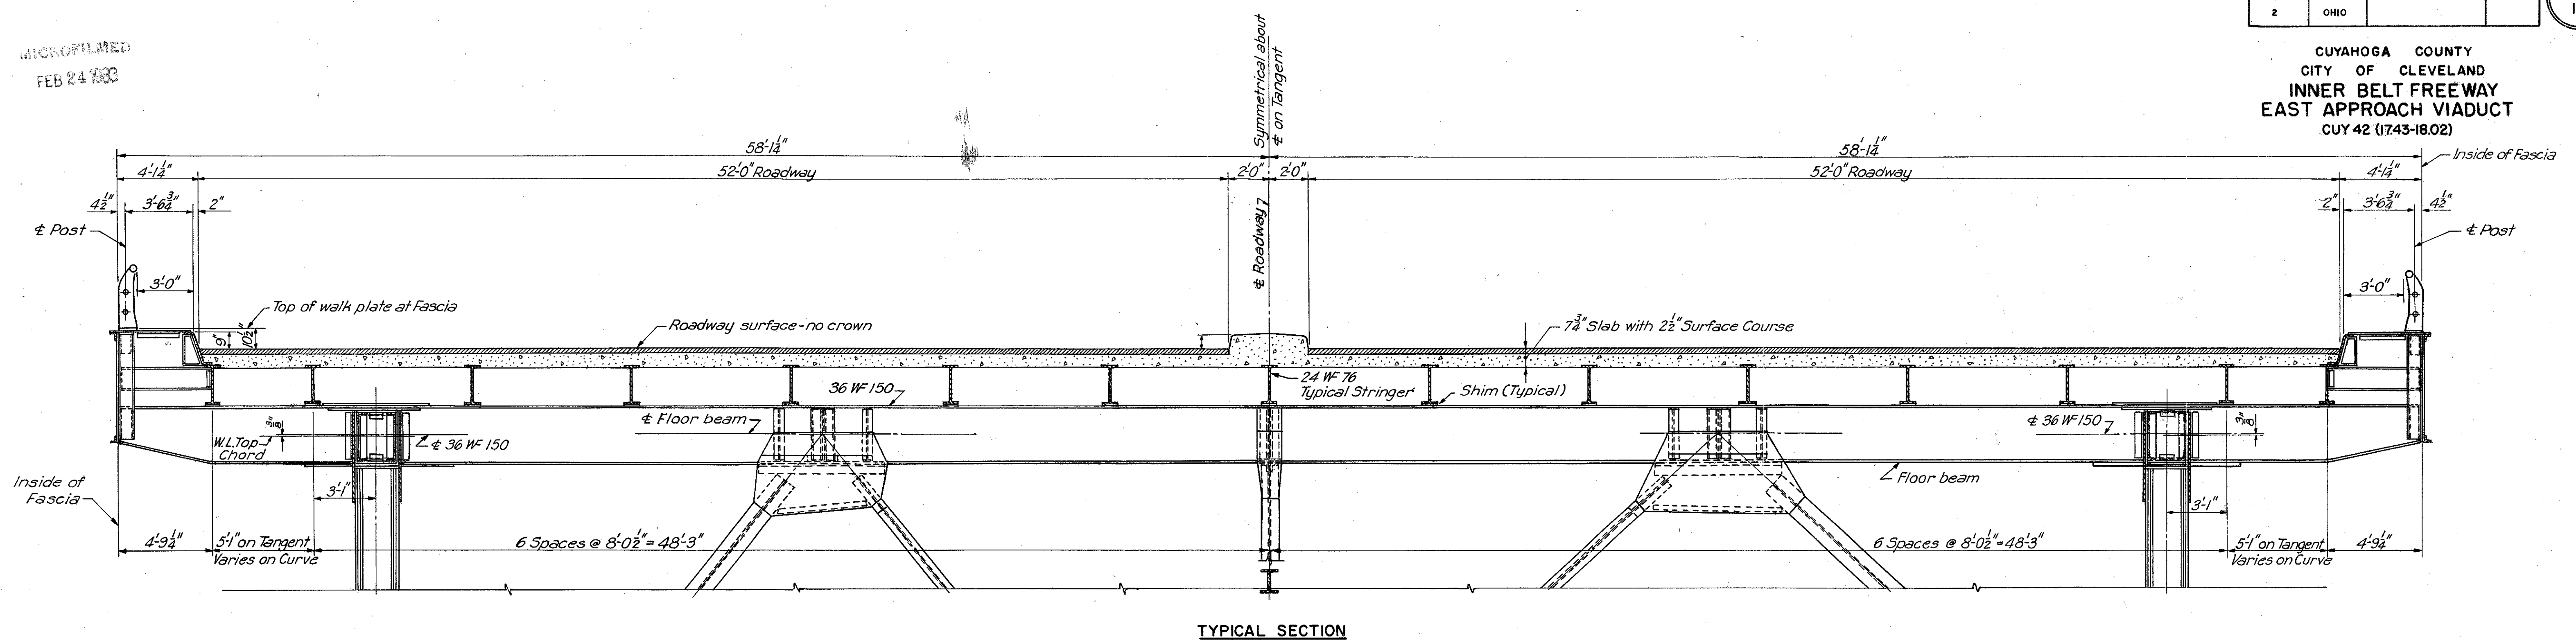 MICROFILMED
FEB 24 1983
2 OHIO
CUYAHOGA COUNTY
CITY OF CLEVELAND
INNER BELT FREEWAY
EAST APPROACH VIADUCT
CUY 42 (17.43-18.02)
Symmetrical about
℄ on Tangent
58'-1¼"
58'-1¼"
Inside of Fascia
4'-1¼"
52'-0" Roadway
2'-0"
2'-0"
52'-0" Roadway
4'-1¼"
4½"
3'-6¾"
2"
℄ Roadway
2"
3'-6¾"
4½"
℄ Post
℄ Post
3'-0"
3'-0"
Top of walk plate at Fascia
9"
10½"
Roadway surface-no crown
7¾" Slab with 2½" Surface Course
36 WF 150
24 WF 76
Typical Stringer
Shim (Typical)
℄ Floor beam
⅜"
W.L. Top
Chord
℄ 36 WF 150
℄ 36 WF 150
⅜"
Floor beam
Inside of
Fascia
3'-1"
3'-1"
4'-9¼"
5'-1" on Tangent
Varies on Curve
6 Spaces @ 8'-0½" = 48'-3"
6 Spaces @ 8'-0½" = 48'-3"
5'-1" on Tangent
Varies on Curve
4'-9¼"
TYPICAL SECTION